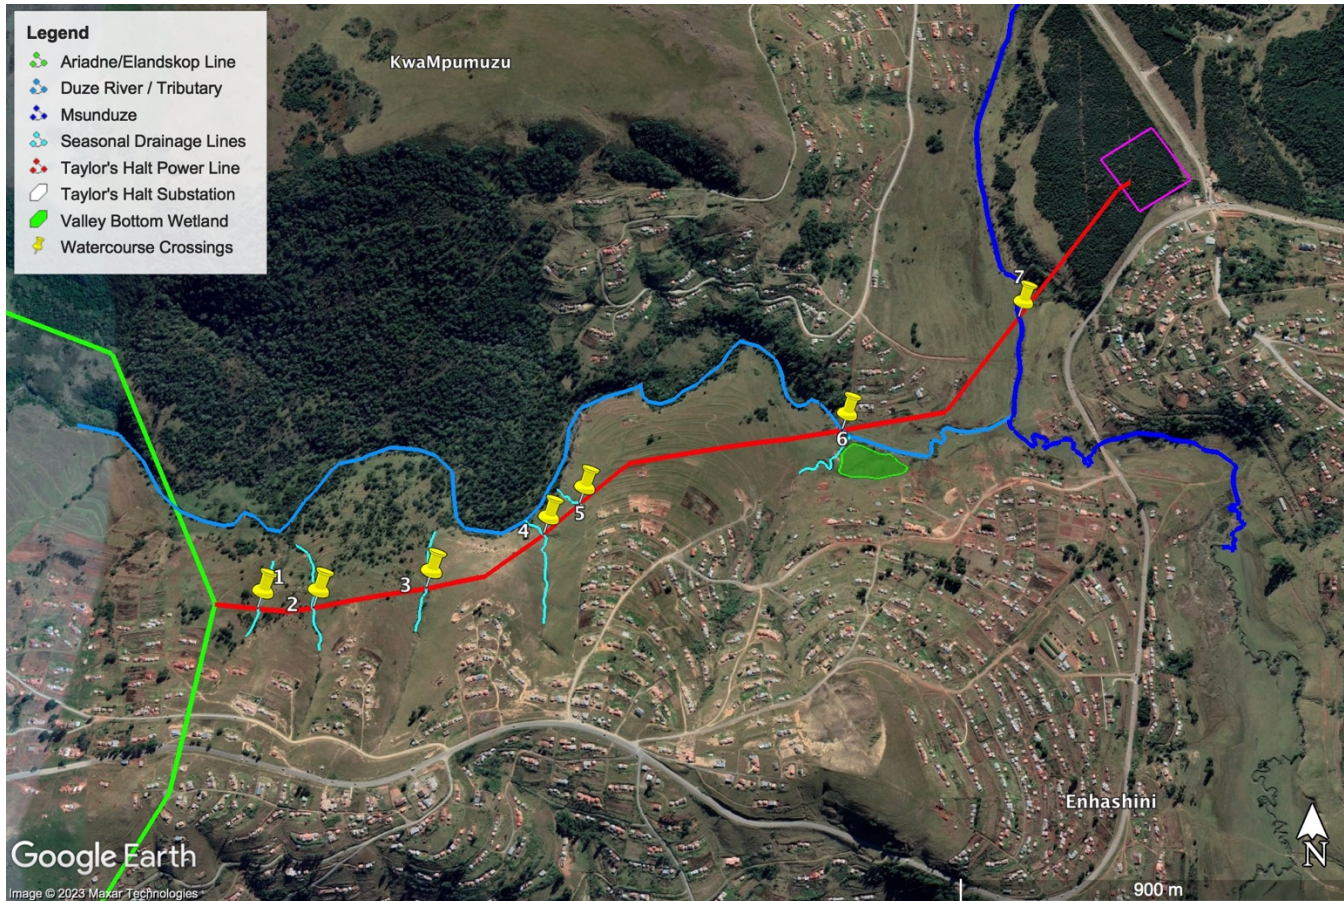 Legend
Ariadne/Elandskop Line
Duze River / Tributary
Msunduze
Seasonal Drainage Lines
Taylor's Halt Power Line
Taylor's Halt Substation
Valley Bottom Wetland
Watercourse Crossings
KwaMpumuzu
7
6
5
4
3
1
2
Enhashini
N
Google Earth
900 m
Image © 2023 Maxar Technologies